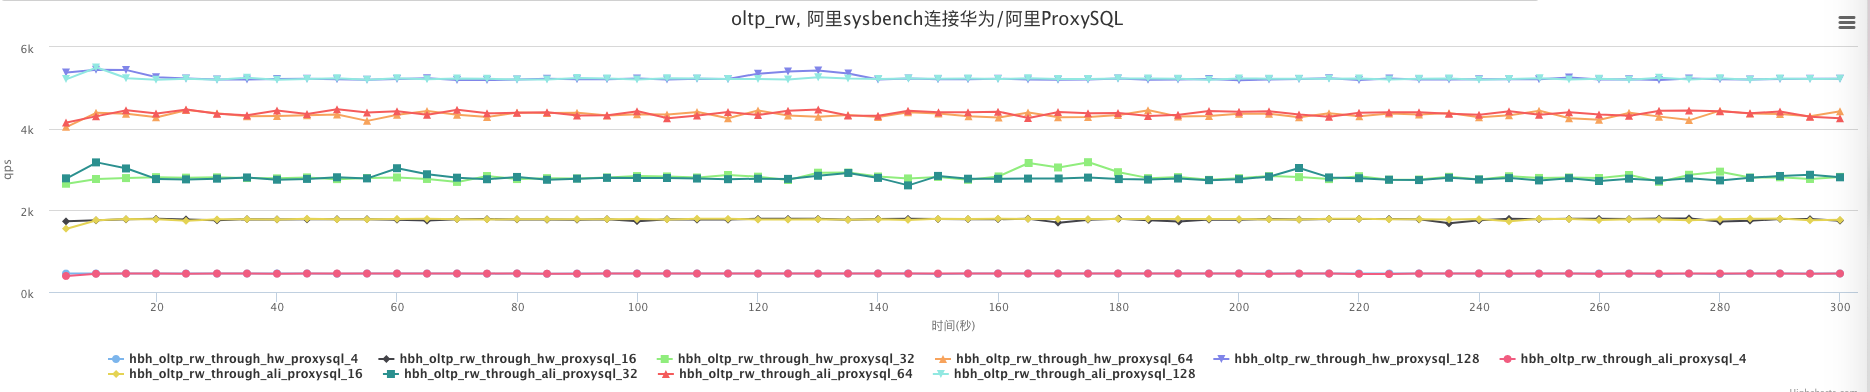 oltp_rw, 阿里sysbench连接华为/阿里ProxySQL
6k
4k
2k
0k
qps
20 40 60 80 100 120 140 160 180 200 220 240 260 280 300
时间(秒)
hbh_oltp_rw_through_hw_proxysql_4 hbh_oltp_rw_through_hw_proxysql_16 hbh_oltp_rw_through_hw_proxysql_32 hbh_oltp_rw_through_hw_proxysql_64 hbh_oltp_rw_through_hw_proxysql_128 hbh_oltp_rw_through_ali_proxysql_4
hbh_oltp_rw_through_ali_proxysql_16 hbh_oltp_rw_through_ali_proxysql_32 hbh_oltp_rw_through_ali_proxysql_64 hbh_oltp_rw_through_ali_proxysql_128
Highcharts.com